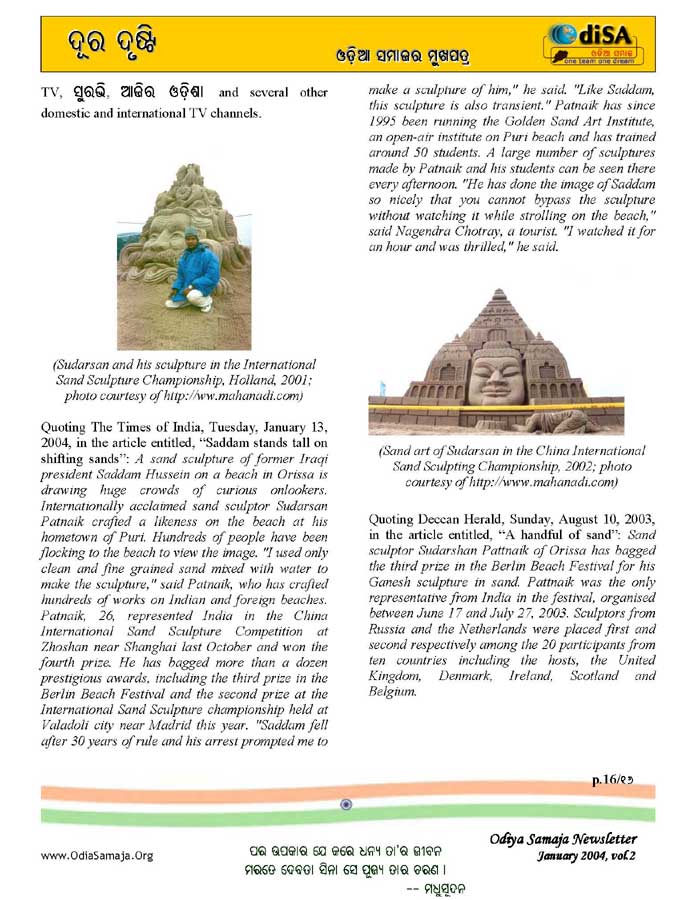 ଦୂର ଦୃଷ୍ଟି
ଓଡ଼ିଆ ସମାଜର ମୁଖପତ୍ର
OdiSA
ଓଡ଼ିଆ ସମାଜ
one team one dream
TV, ସୁରଭି, ଆଜିର ଓଡ଼ିଶା and several other
domestic and international TV channels.
(Sudarsan and his sculpture in the International
Sand Sculpture Championship, Holland, 2001;
photo courtesy of http://ww.mahanadi.com)
Quoting The Times of India, Tuesday, January 13,
2004, in the article entitled, “Saddam stands tall on
shifting sands”: A sand sculpture of former Iraqi
president Saddam Hussein on a beach in Orissa is
drawing huge crowds of curious onlookers.
Internationally acclaimed sand sculptor Sudarsan
Patnaik crafted a likeness on the beach at his
hometown of Puri. Hundreds of people have been
flocking to the beach to view the image. "I used only
clean and fine grained sand mixed with water to
make the sculpture," said Patnaik, who has crafted
hundreds of works on Indian and foreign beaches.
Patnaik, 26, represented India in the China
International Sand Sculpture Competition at
Zhoshan near Shanghai last October and won the
fourth prize. He has bagged more than a dozen
prestigious awards, including the third prize in the
Berlin Beach Festival and the second prize at the
International Sand Sculpture championship held at
Valadoli city near Madrid this year. "Saddam fell
after 30 years of rule and his arrest prompted me to
make a sculpture of him," he said. "Like Saddam,
this sculpture is also transient." Patnaik has since
1995 been running the Golden Sand Art Institute,
an open-air institute on Puri beach and has trained
around 50 students. A large number of sculptures
made by Patnaik and his students can be seen there
every afternoon. "He has done the image of Saddam
so nicely that you cannot bypass the sculpture
without watching it while strolling on the beach,"
said Nagendra Chotray, a tourist. "I watched it for
an hour and was thrilled," he said.
(Sand art of Sudarsan in the China International
Sand Sculpting Championship, 2002; photo
courtesy of http://www.mahanadi.com)
Quoting Deccan Herald, Sunday, August 10, 2003,
in the article entitled, “A handful of sand”: Sand
sculptor Sudarshan Pattnaik of Orissa has bagged
the third prize in the Berlin Beach Festival for his
Ganesh sculpture in sand. Pattnaik was the only
representative from India in the festival, organised
between June 17 and July 27, 2003. Sculptors from
Russia and the Netherlands were placed first and
second respectively among the 20 participants from
ten countries including the hosts, the United
Kingdom, Denmark, Ireland, Scotland and
Belgium.
p.16/୧୬
www.OdiaSamaja.Org
ପର ଉପକାର ଯେ କରେ ଧନ୍ୟ ତା'ର ଜୀବନ
ମରତେ ଦେବତା ସିନା ସେ ପୂଜ୍ୟ ତାର ଚରଣ ।
-- ମଧୁସୂଦନ
Odiya Samaja Newsletter
January 2004, vol.2